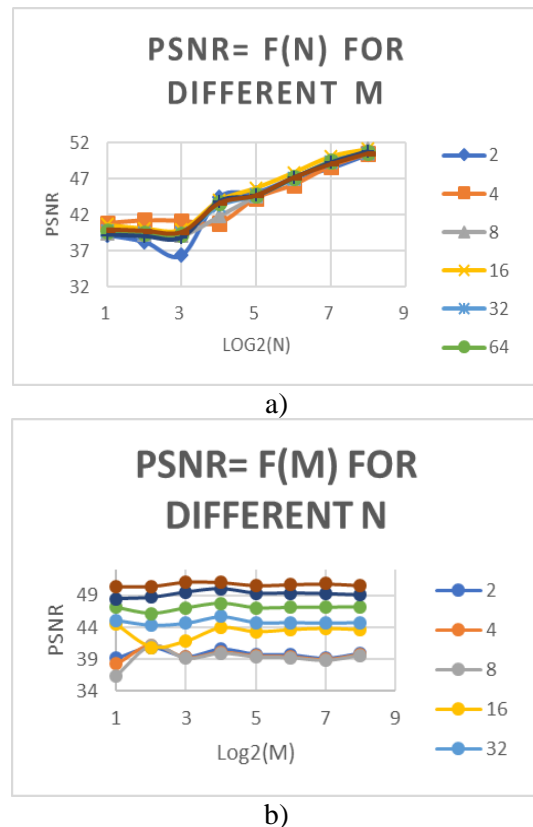 PSNR= F(N) FOR
DIFFERENT M
52
47
42
37
32
PSNR
1 3 5 7 9
LOG2(N)
2
4
8
16
32
64
a)
PSNR= F(M) FOR
DIFFERENT N
49
44
39
34
PSNR
1 3 5 7 9
Log2(M)
2
4
8
16
32
b)